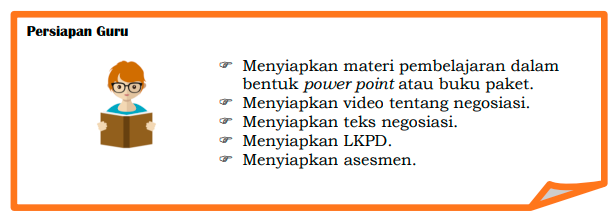 Persiapan Guru
☞ Menyiapkan materi pembelajaran dalam
bentuk power point atau buku paket.
☞ Menyiapkan video tentang negosiasi.
☞ Menyiapkan teks negosiasi.
☞ Menyiapkan LKPD.
☞ Menyiapkan asesmen.